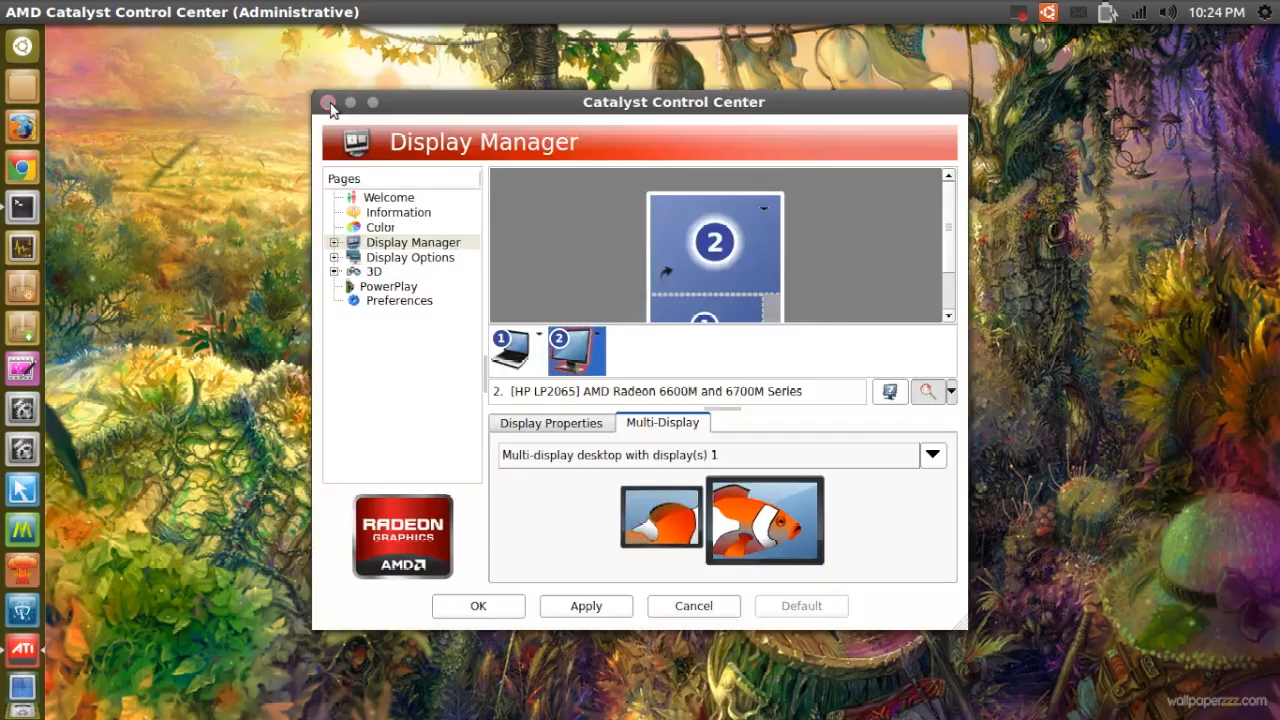 AMD Catalyst Control Center (Administrative)
10:24 PM
Catalyst Control Center
Display Manager
Pages
Welcome
Information
Color
Display Manager
Display Options
3D
PowerPlay
Preferences
2
1
2
2. [HP LP2065] AMD Radeon 6600M and 6700M Series
Display Properties
Multi-Display
Multi-display desktop with display(s) 1
RADEON
GRAPHICS
AMD
OK
Apply
Cancel
Default
ATI
wallpaperzzz.com